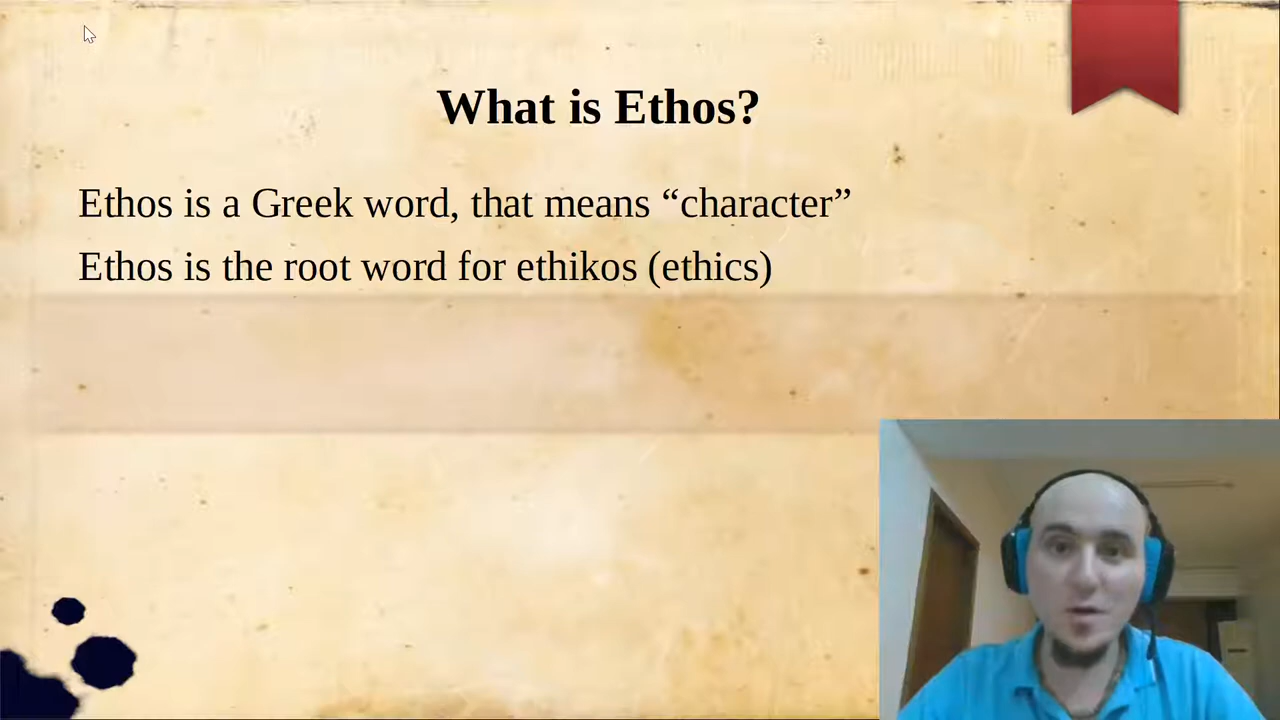 What is Ethos?
Ethos is a Greek word, that means “character”
Ethos is the root word for ethikos (ethics)